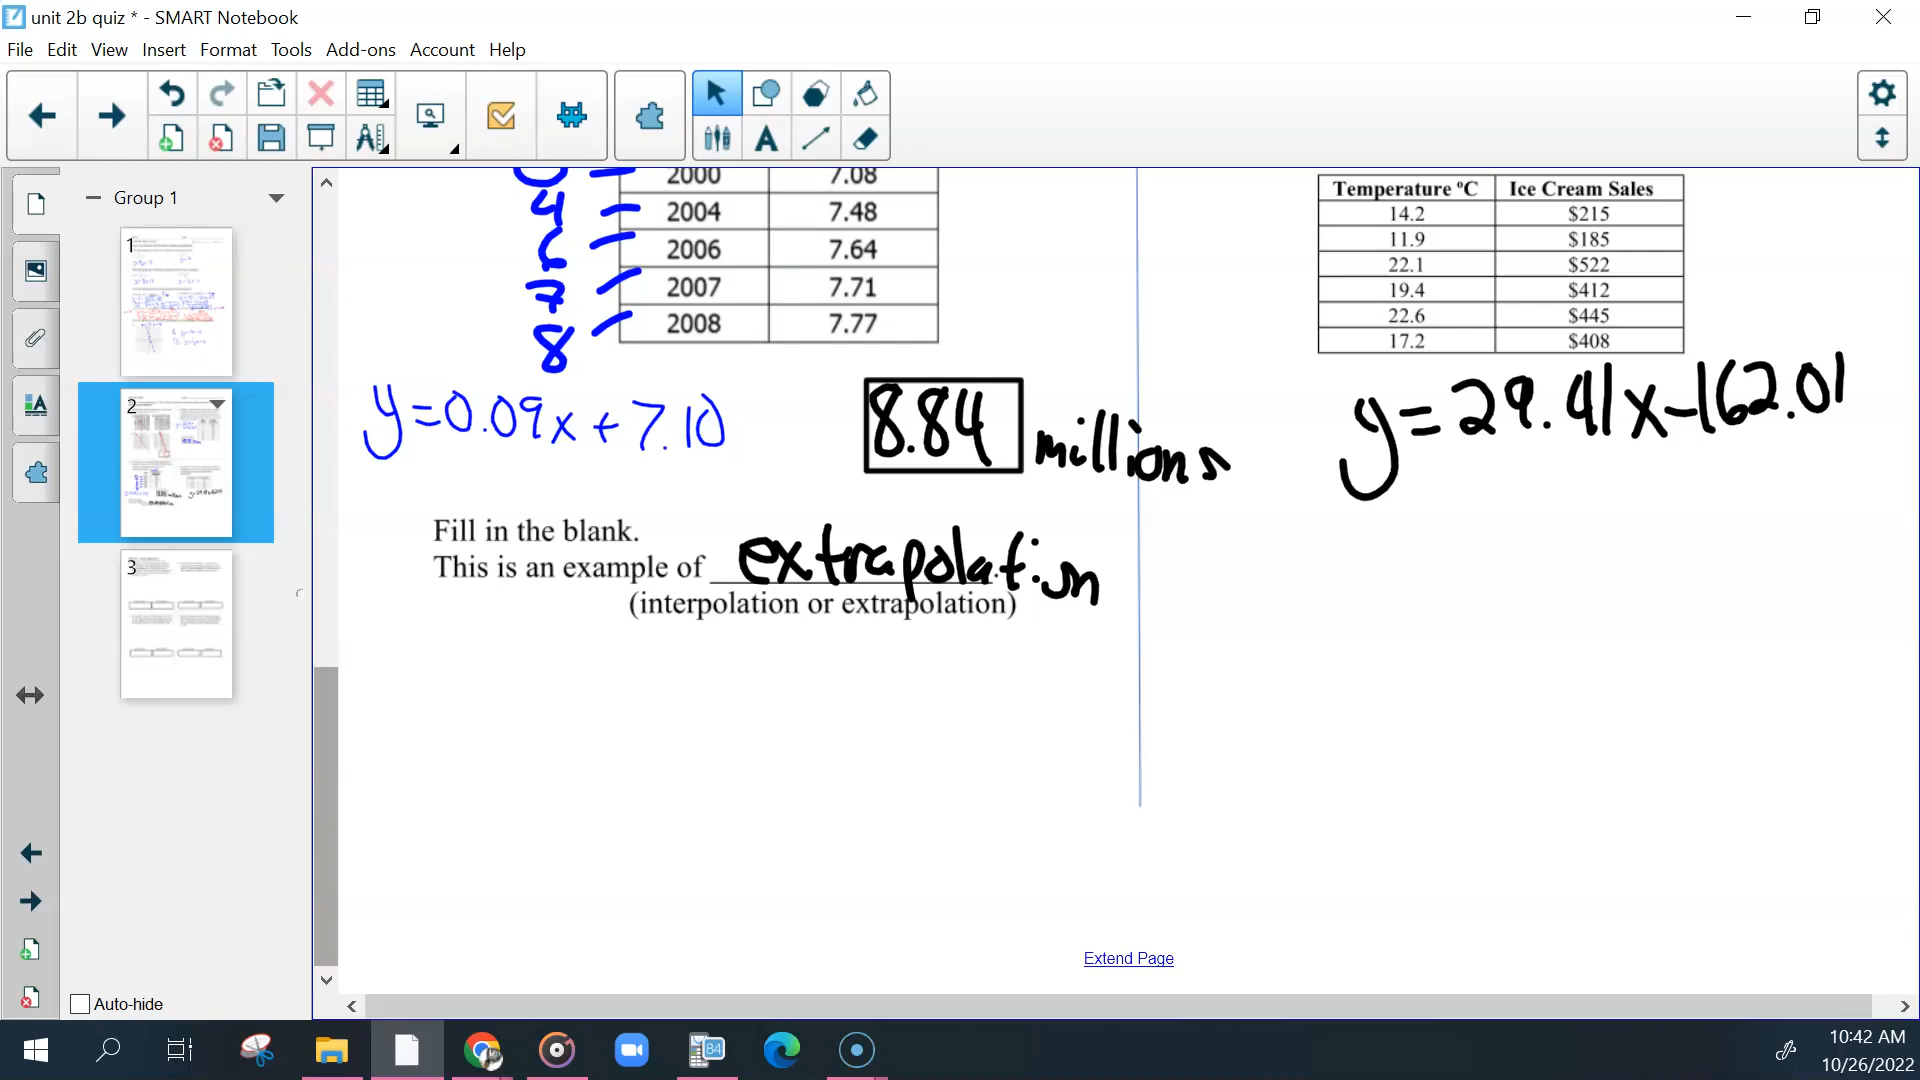 unit 2b quiz * - SMART Notebook
File Edit View Insert Format Tools Add-ons Account Help
Group 1
1
2
3
Auto-hide
2000 7.08
4 2004 7.48
6 2006 7.64
7 2007 7.71
8 2008 7.77
y=0.09x+7.10
8.84 millions
Fill in the blank.
This is an example of extrapolation.
(interpolation or extrapolation)
Temperature ºC Ice Cream Sales
14.2 $215
11.9 $185
22.1 $522
19.4 $412
22.6 $445
17.2 $408
y=29.41x-162.01
Extend Page
84
10:42 AM
10/26/2022